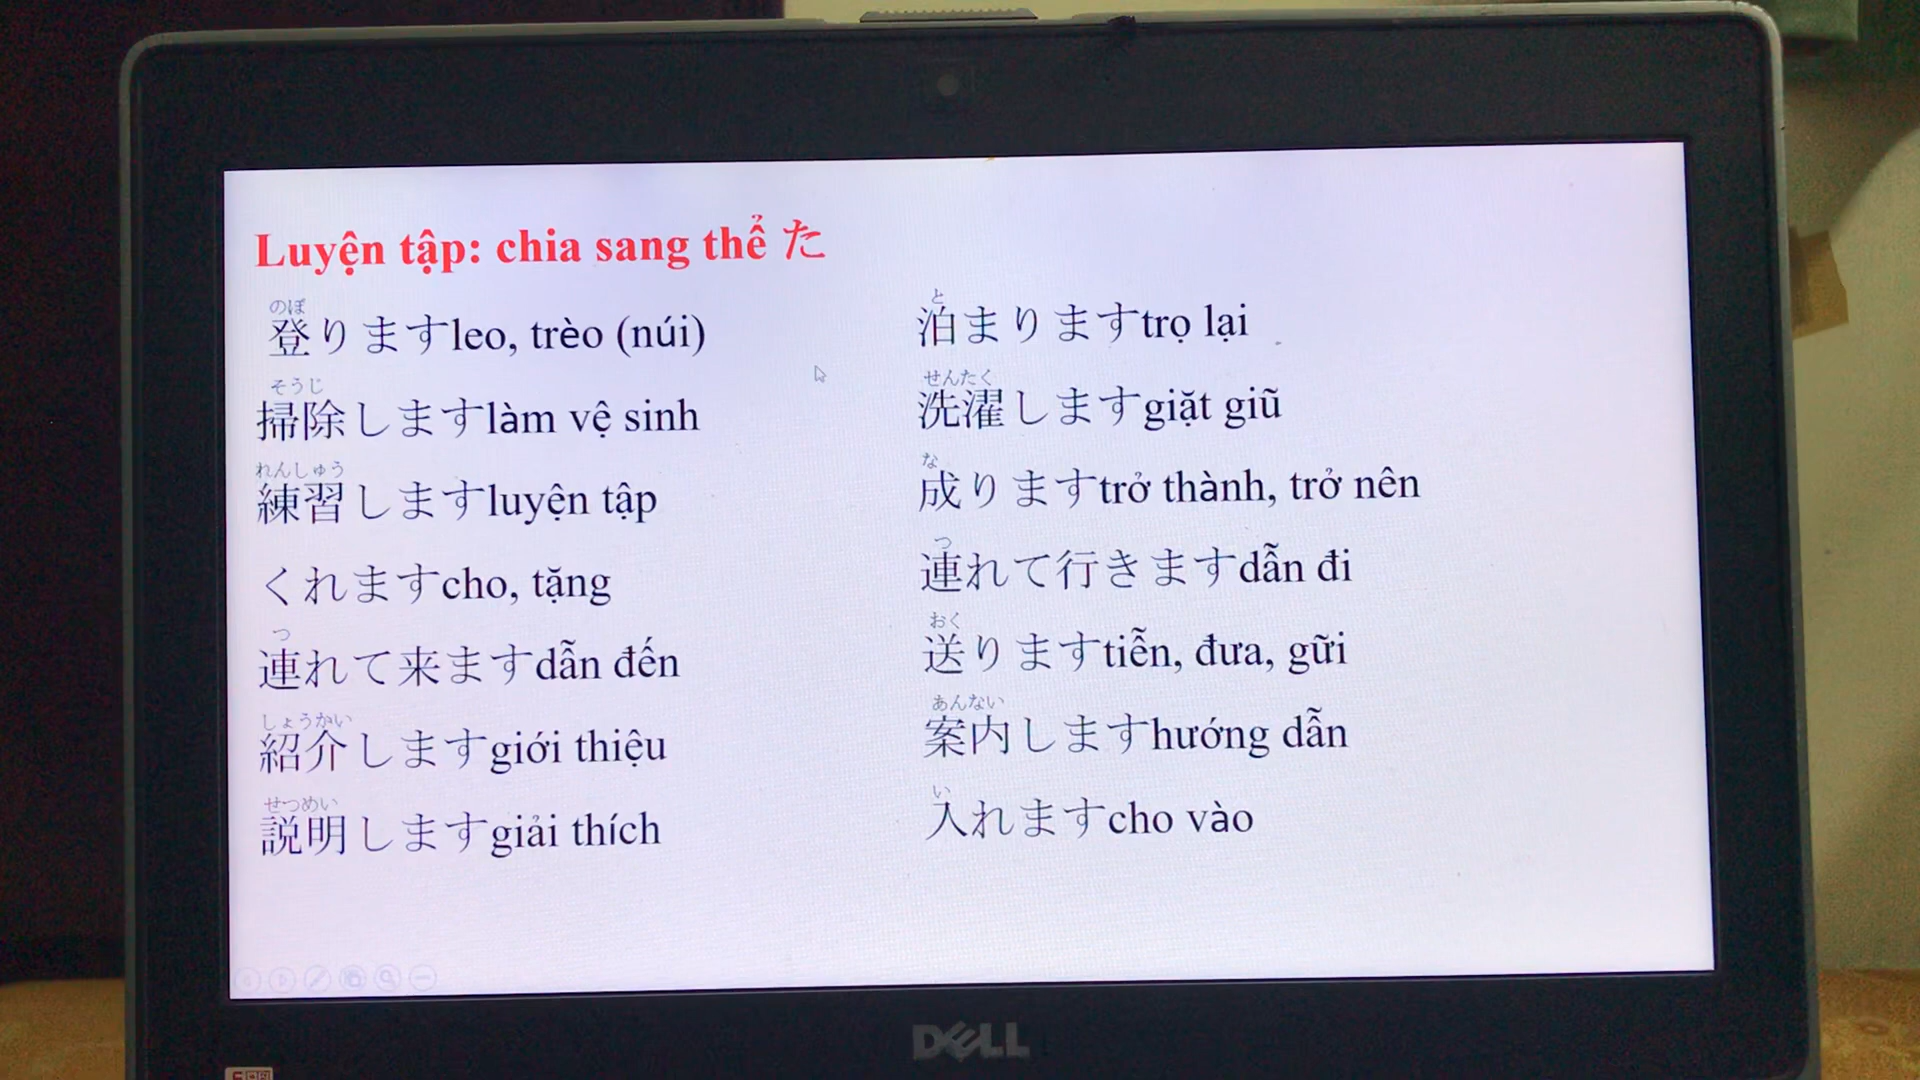 Luyện tập: chia sang thể た
のぼ
登りますleo, trèo (núi)
そうじ
掃除しますlàm vệ sinh
れんしゅう
練習しますluyện tập
くれますcho, tặng
つ
連れて来ますdẫn đến
しょうかい
紹介しますgiới thiệu
せつめい
説明しますgiải thích
と
泊まりますtrọ lại
せんたく
洗濯しますgiặt giũ
な
成りますtrở thành, trở nên
つ
連れて行きますdẫn đi
おく
送りますtiễn, đưa, gữi
あんない
案内しますhướng dẫn
い
入れますcho vào
DELL